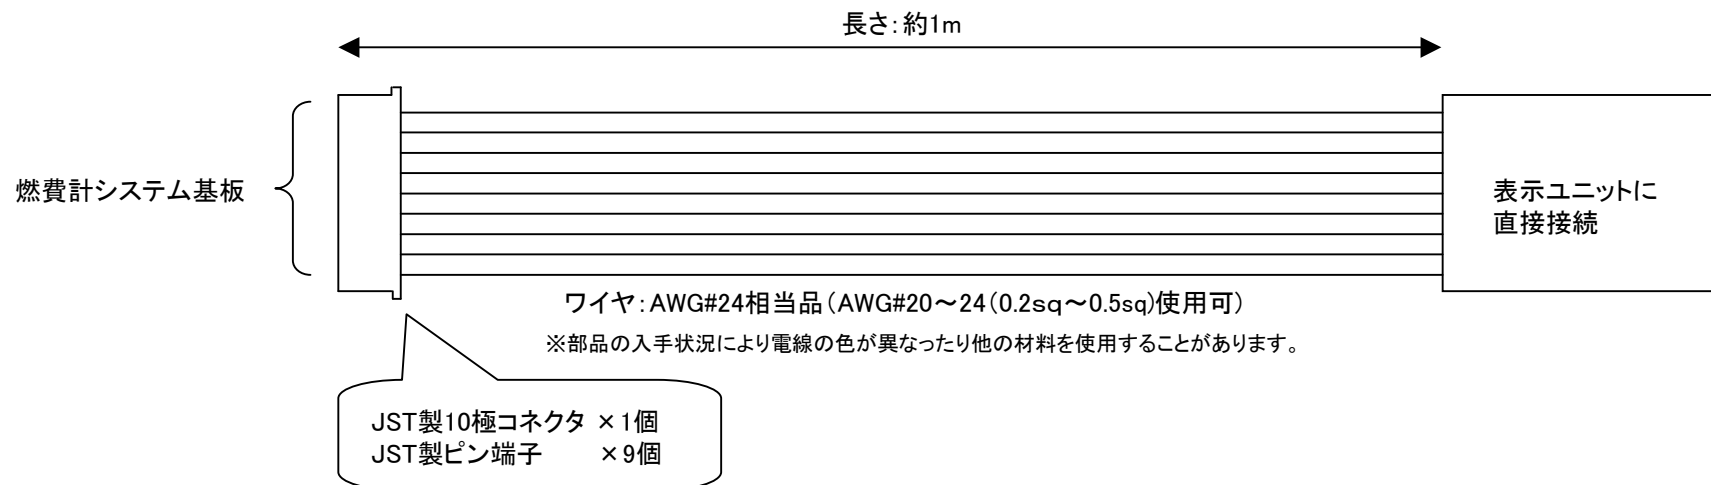 長さ:約1m
燃費計システム基板
表示ユニットに
直接接続
ワイヤ:AWG#24相当品(AWG#20～24(0.2sq～0.5sq)使用可)
※部品の入手状況により電線の色が異なったり他の材料を使用することがあります。
JST製10極コネクタ ×1個
JST製ピン端子 ×9個